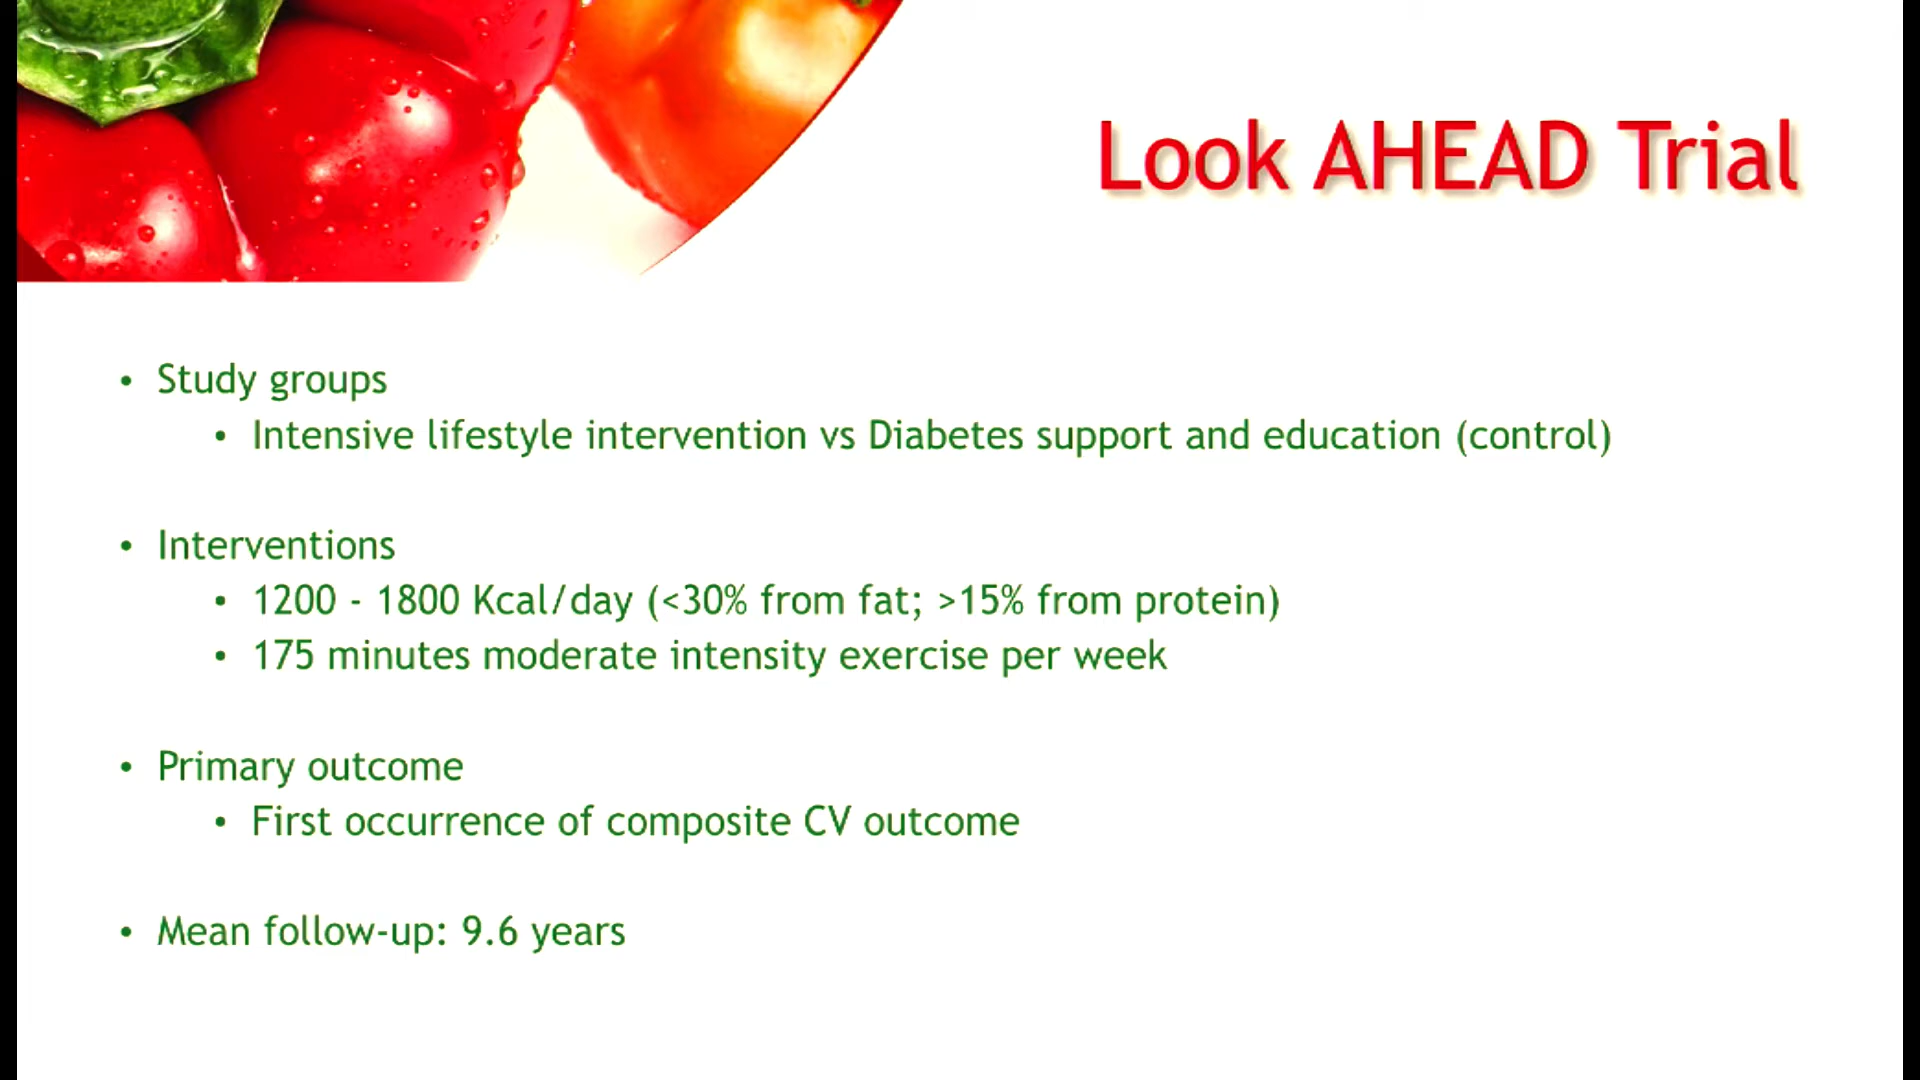 Look AHEAD Trial
• Study groups
• Intensive lifestyle intervention vs Diabetes support and education (control)
• Interventions
• 1200 - 1800 Kcal/day (<30% from fat; >15% from protein)
• 175 minutes moderate intensity exercise per week
• Primary outcome
• First occurrence of composite CV outcome
• Mean follow-up: 9.6 years